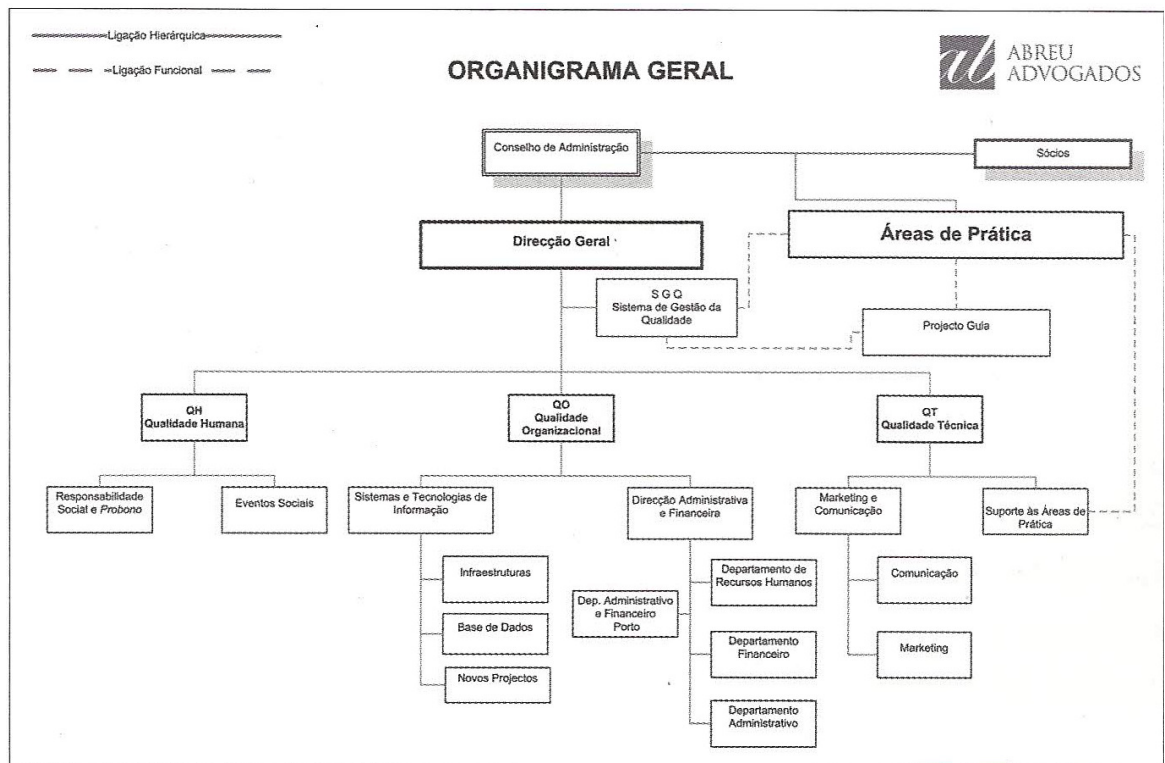 Ligação Hierárquica
Ligação Funcional
ORGANIGRAMA GERAL
ab
ABREU
ADVOGADOS
Conselho de Administração
Sócios
Direcção Geral
Áreas de Prática
S G Q
Sistema de Gestão da
Qualidade
Projecto Guia
QH
Qualidade Humana
QO
Qualidade
Organizacional
QT
Qualidade Técnica
Responsabilidade
Social e Probono
Eventos Sociais
Sistemas e Tecnologias de
Informação
Direcção Administrativa
e Financeira
Marketing e
Comunicação
Suporte às Áreas de
Prática
Infraestruturas
Base de Dados
Novos Projectos
Dep. Administrativo
e Financeiro
Porto
Departamento de
Recursos Humanos
Departamento
Financeiro
Departamento
Administrativo
Comunicação
Marketing